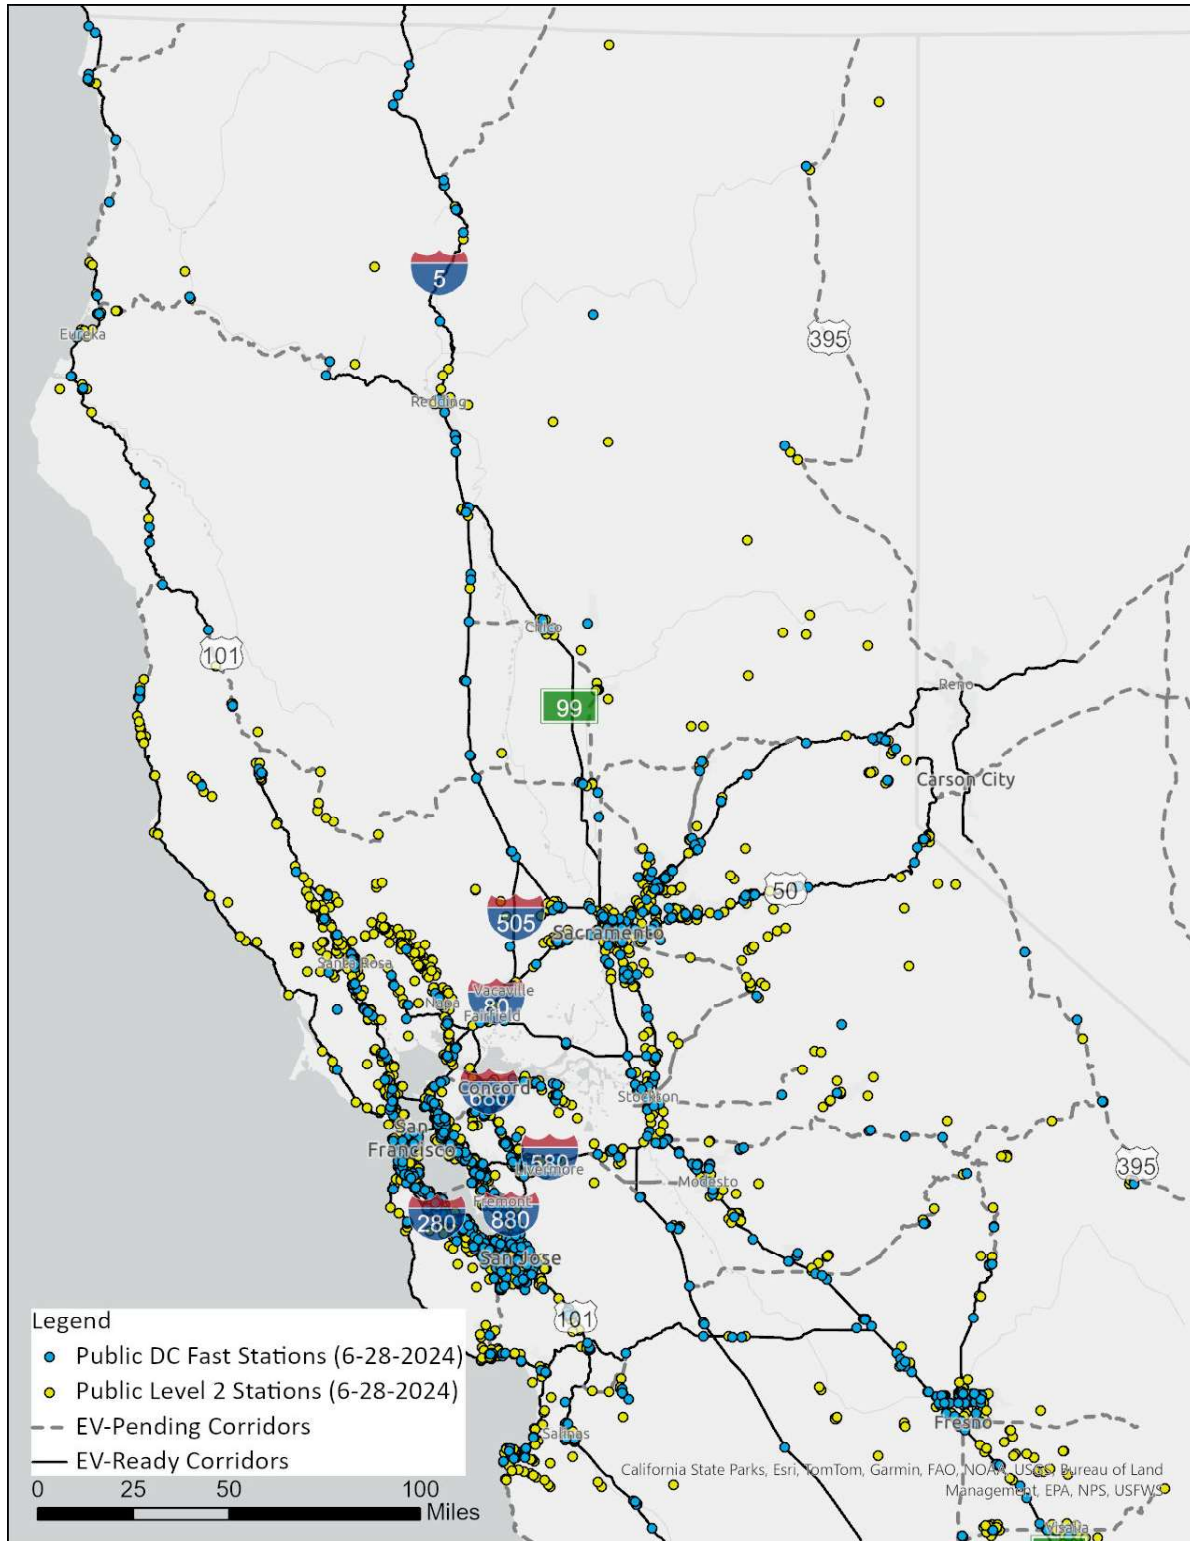 5
395
Eureka
Redding
Chico
101
99
Reno
Carson City
50
505
Sacramento
Santa Rosa
Napa
Vacaville
80
Fairfield
Concord
680
Stockton
San
Francisco
580
Livermore
Modesto
395
Fremont
280
880
San Jose
101
Legend
Public DC Fast Stations (6-28-2024)
Public Level 2 Stations (6-28-2024)
EV-Pending Corridors
EV-Ready Corridors
Fresno
Salinas
California State Parks, Esri, TomTom, Garmin, FAO, NOAA, USGS, Bureau of Land
Management, EPA, NPS, USFWS
0 25 50 100
Miles
Visalia